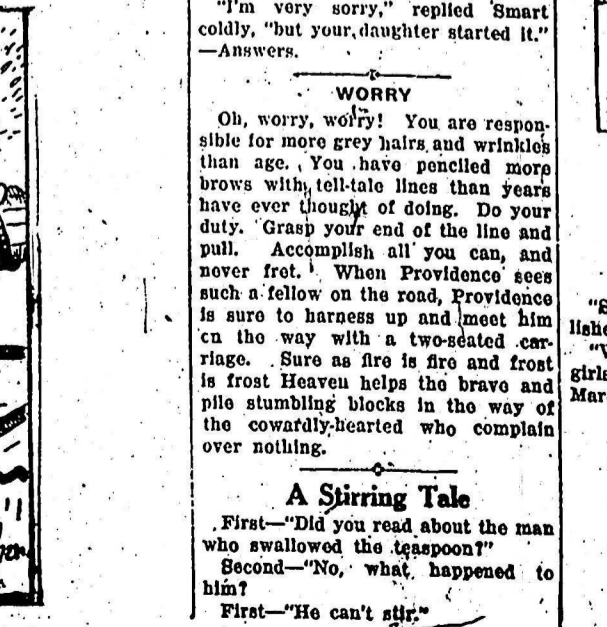 "I'm very sorry," replied Smart
coldly, "but your daughter started it."
—Answers.
WORRY
Oh, worry, worry! You are respon-
sible for more grey hairs and wrinkles
than age. You have penciled more
brows with tell-tale lines than years
have ever thought of doing. Do your
duty. Grasp your end of the line and
pull. Accomplish all you can, and
never fret. When Providence sees
such a fellow on the road, Providence
is sure to harness up and meet him
on the way with a two-seated car-
riage. Sure as fire is fire and frost
is frost Heaven helps the brave and
pile stumbling blocks in the way of
the cowardly-hearted who complain
over nothing.
A Stirring Tale
First—"Did you read about the man
who swallowed the teaspoon?"
Second—"No, what happened to
him?
First—"He can't stir."
lishe
girls
Mar